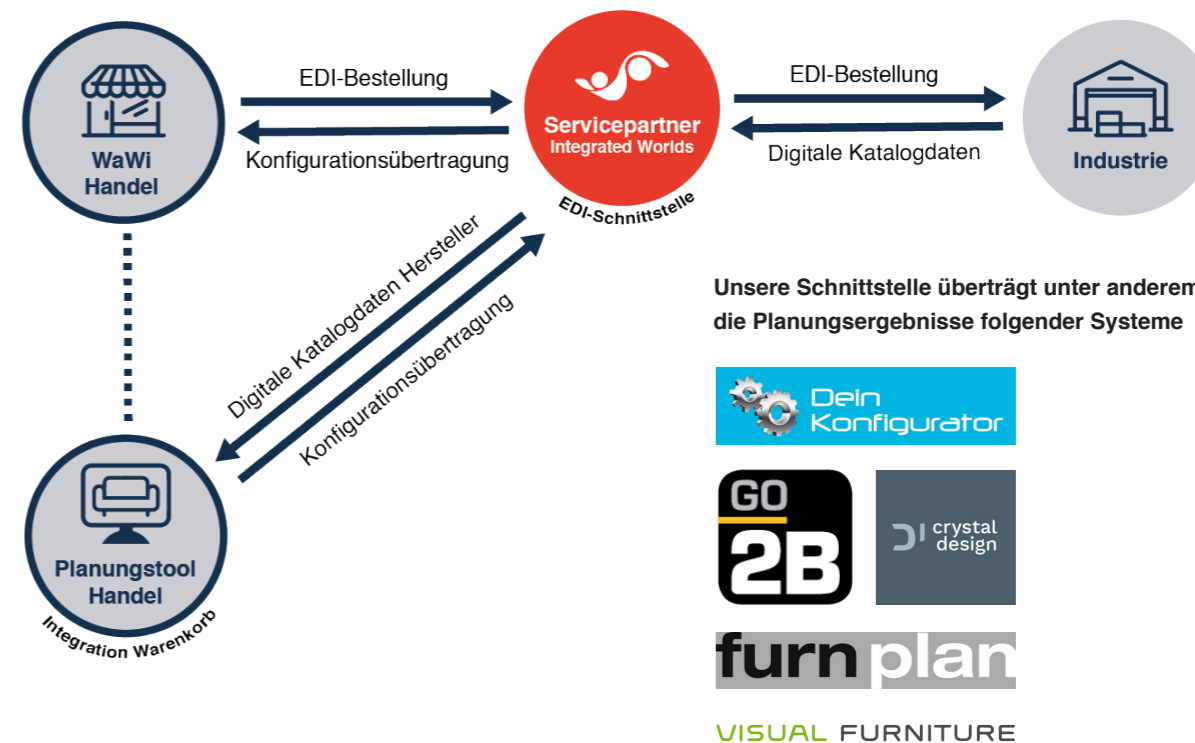 EDI-Bestellung
Konfigurationsübertragung
WaWi
Handel
Servicepartner
Integrated Worlds
EDI-Schnittstelle
EDI-Bestellung
Digitale Katalogdaten
Industrie
Digitale Katalogdaten Hersteller
Konfigurationsübertragung
Planungstool
Handel
Integration Warenkorb
Unsere Schnittstelle überträgt unter anderem
die Planungsergebnisse folgender Systeme
Dein
Konfigurator
GO
2B
crystal
design
furnplan
VISUAL FURNITURE